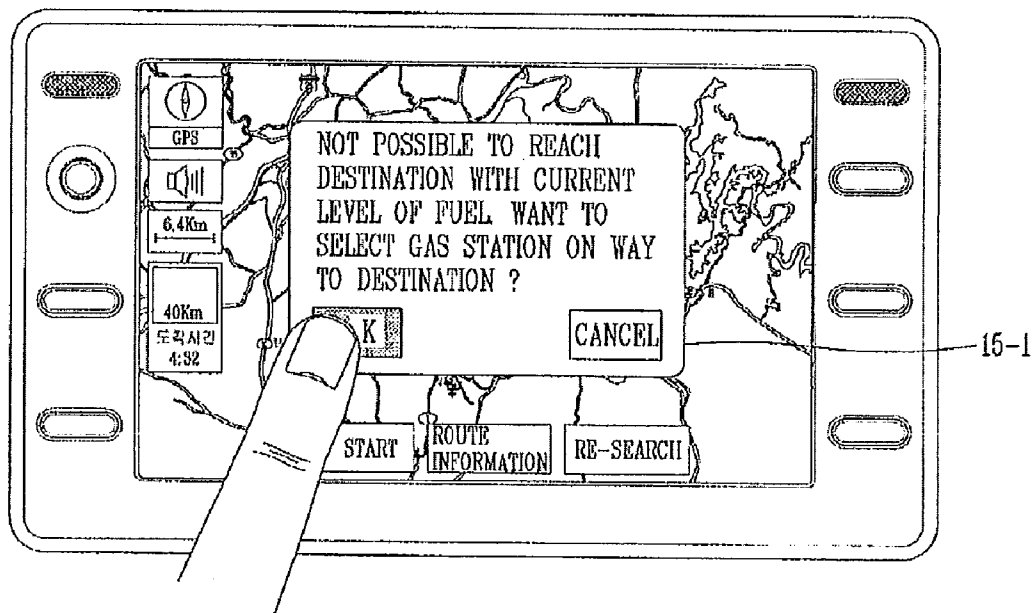 GPS
6.4Km
40Km
도착시간
4:32
NOT POSSIBLE TO REACH
DESTINATION WITH CURRENT
LEVEL OF FUEL. WANT TO
SELECT GAS STATION ON WAY
TO DESTINATION ?
K
CANCEL
15-1
START
ROUTE
INFORMATION
RE-SEARCH